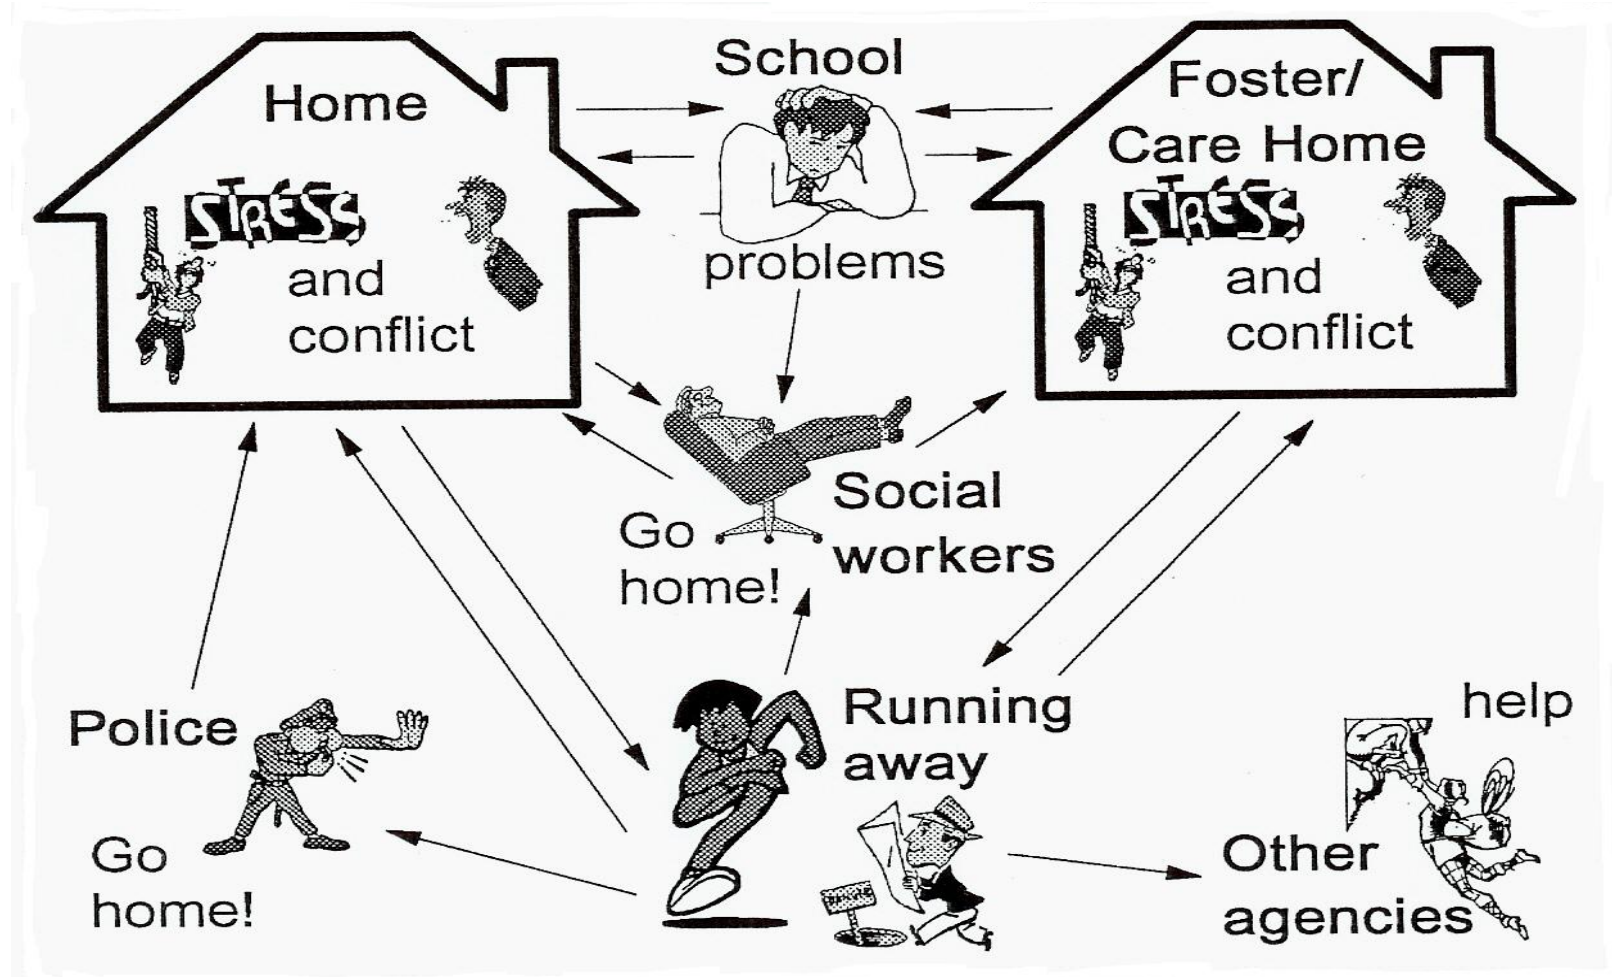 Home
STRESS
and
conflict
School
problems
Foster/
Care Home
STRESS
and
conflict
Go
home!
Social
workers
Police
Go
home!
Running
away
help
Other
agencies